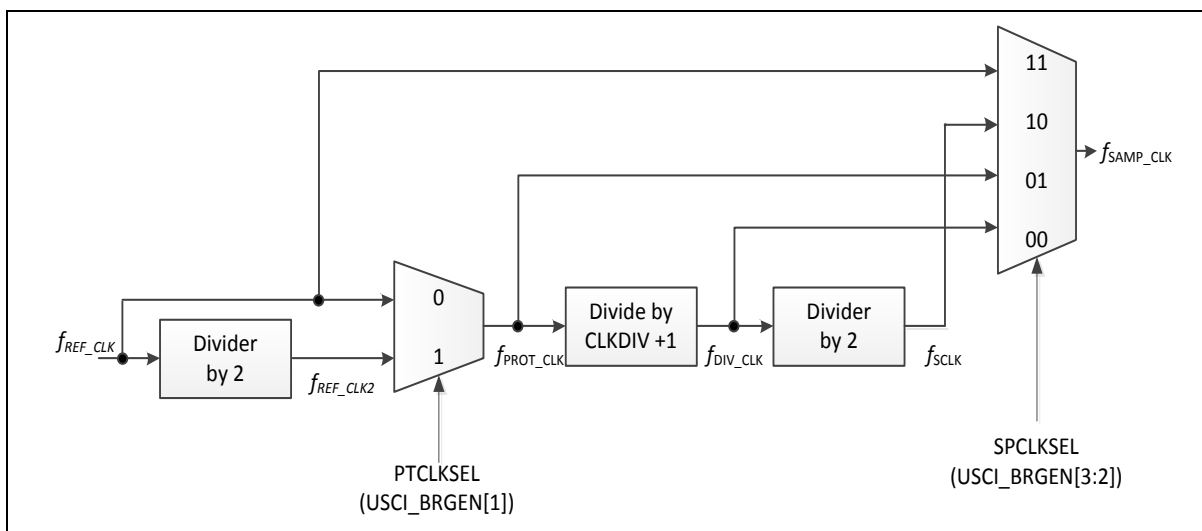 11
10
01
00
fSAMP_CLK
fREF_CLK
Divider
by 2
fREF_CLK2
0
1
fPROT_CLK
Divide by
CLKDIV +1
fDIV_CLK
Divider
by 2
fSCLK
PTCLKSEL
(USCI_BRGEN[1])
SPCLKSEL
(USCI_BRGEN[3:2])